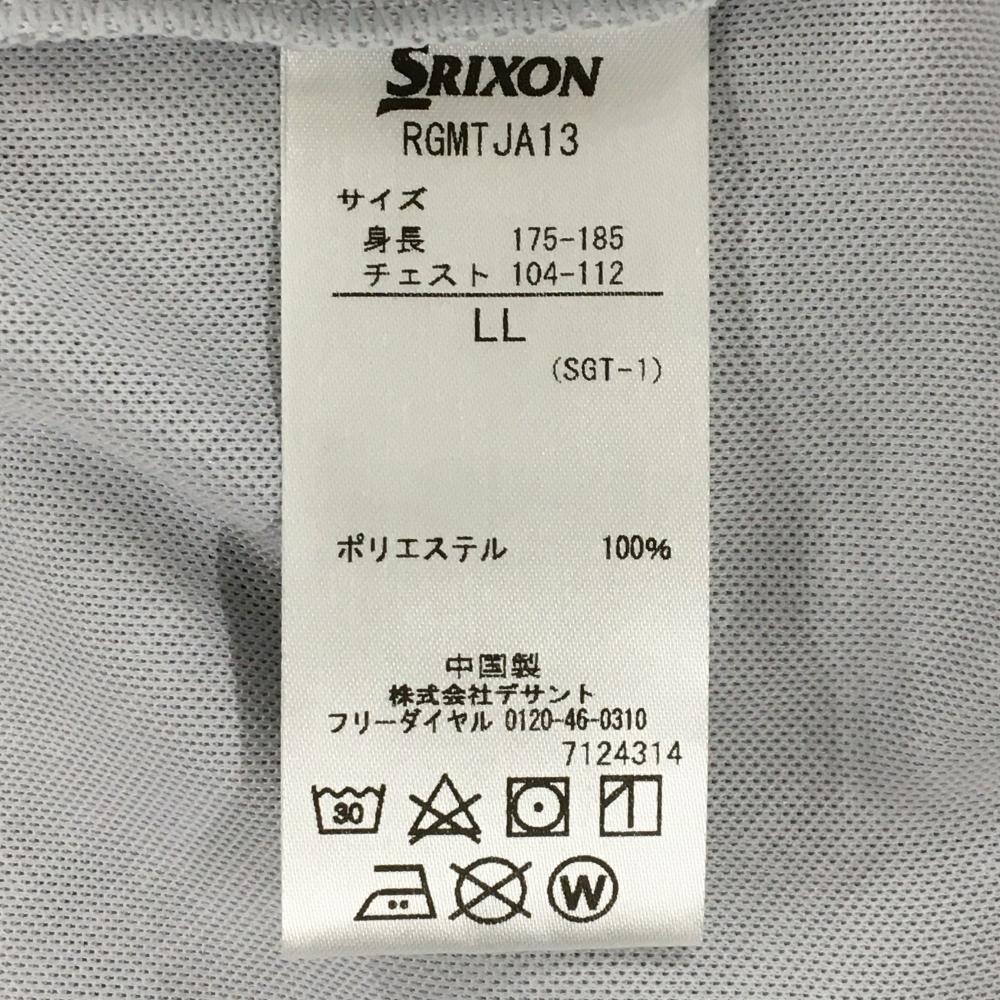 SRIXON
RGMTJA13
サイズ
身長 175-185
チェスト 104-112
LL
(SGT-1)
ポリエステル 100%
中国製
株式会社デサント
フリーダイヤル 0120-46-0310
7124314
30
W